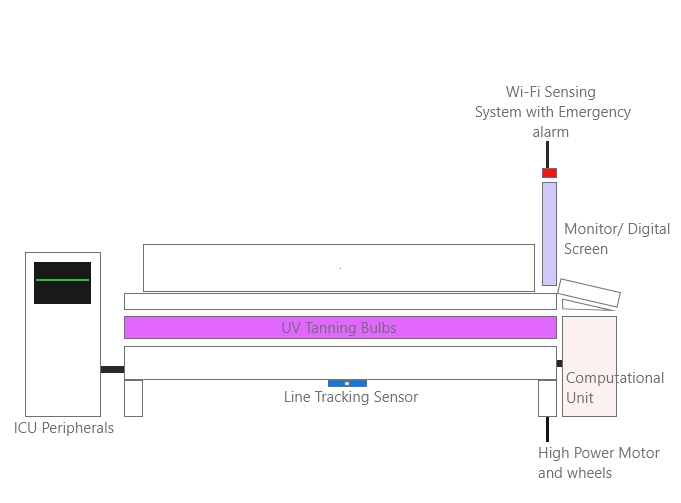 Wi-Fi Sensing
System with Emergency
alarm
Monitor/ Digital
Screen
UV Tanning Bulbs
Computational
Unit
Line Tracking Sensor
ICU Peripherals
High Power Motor
and wheels